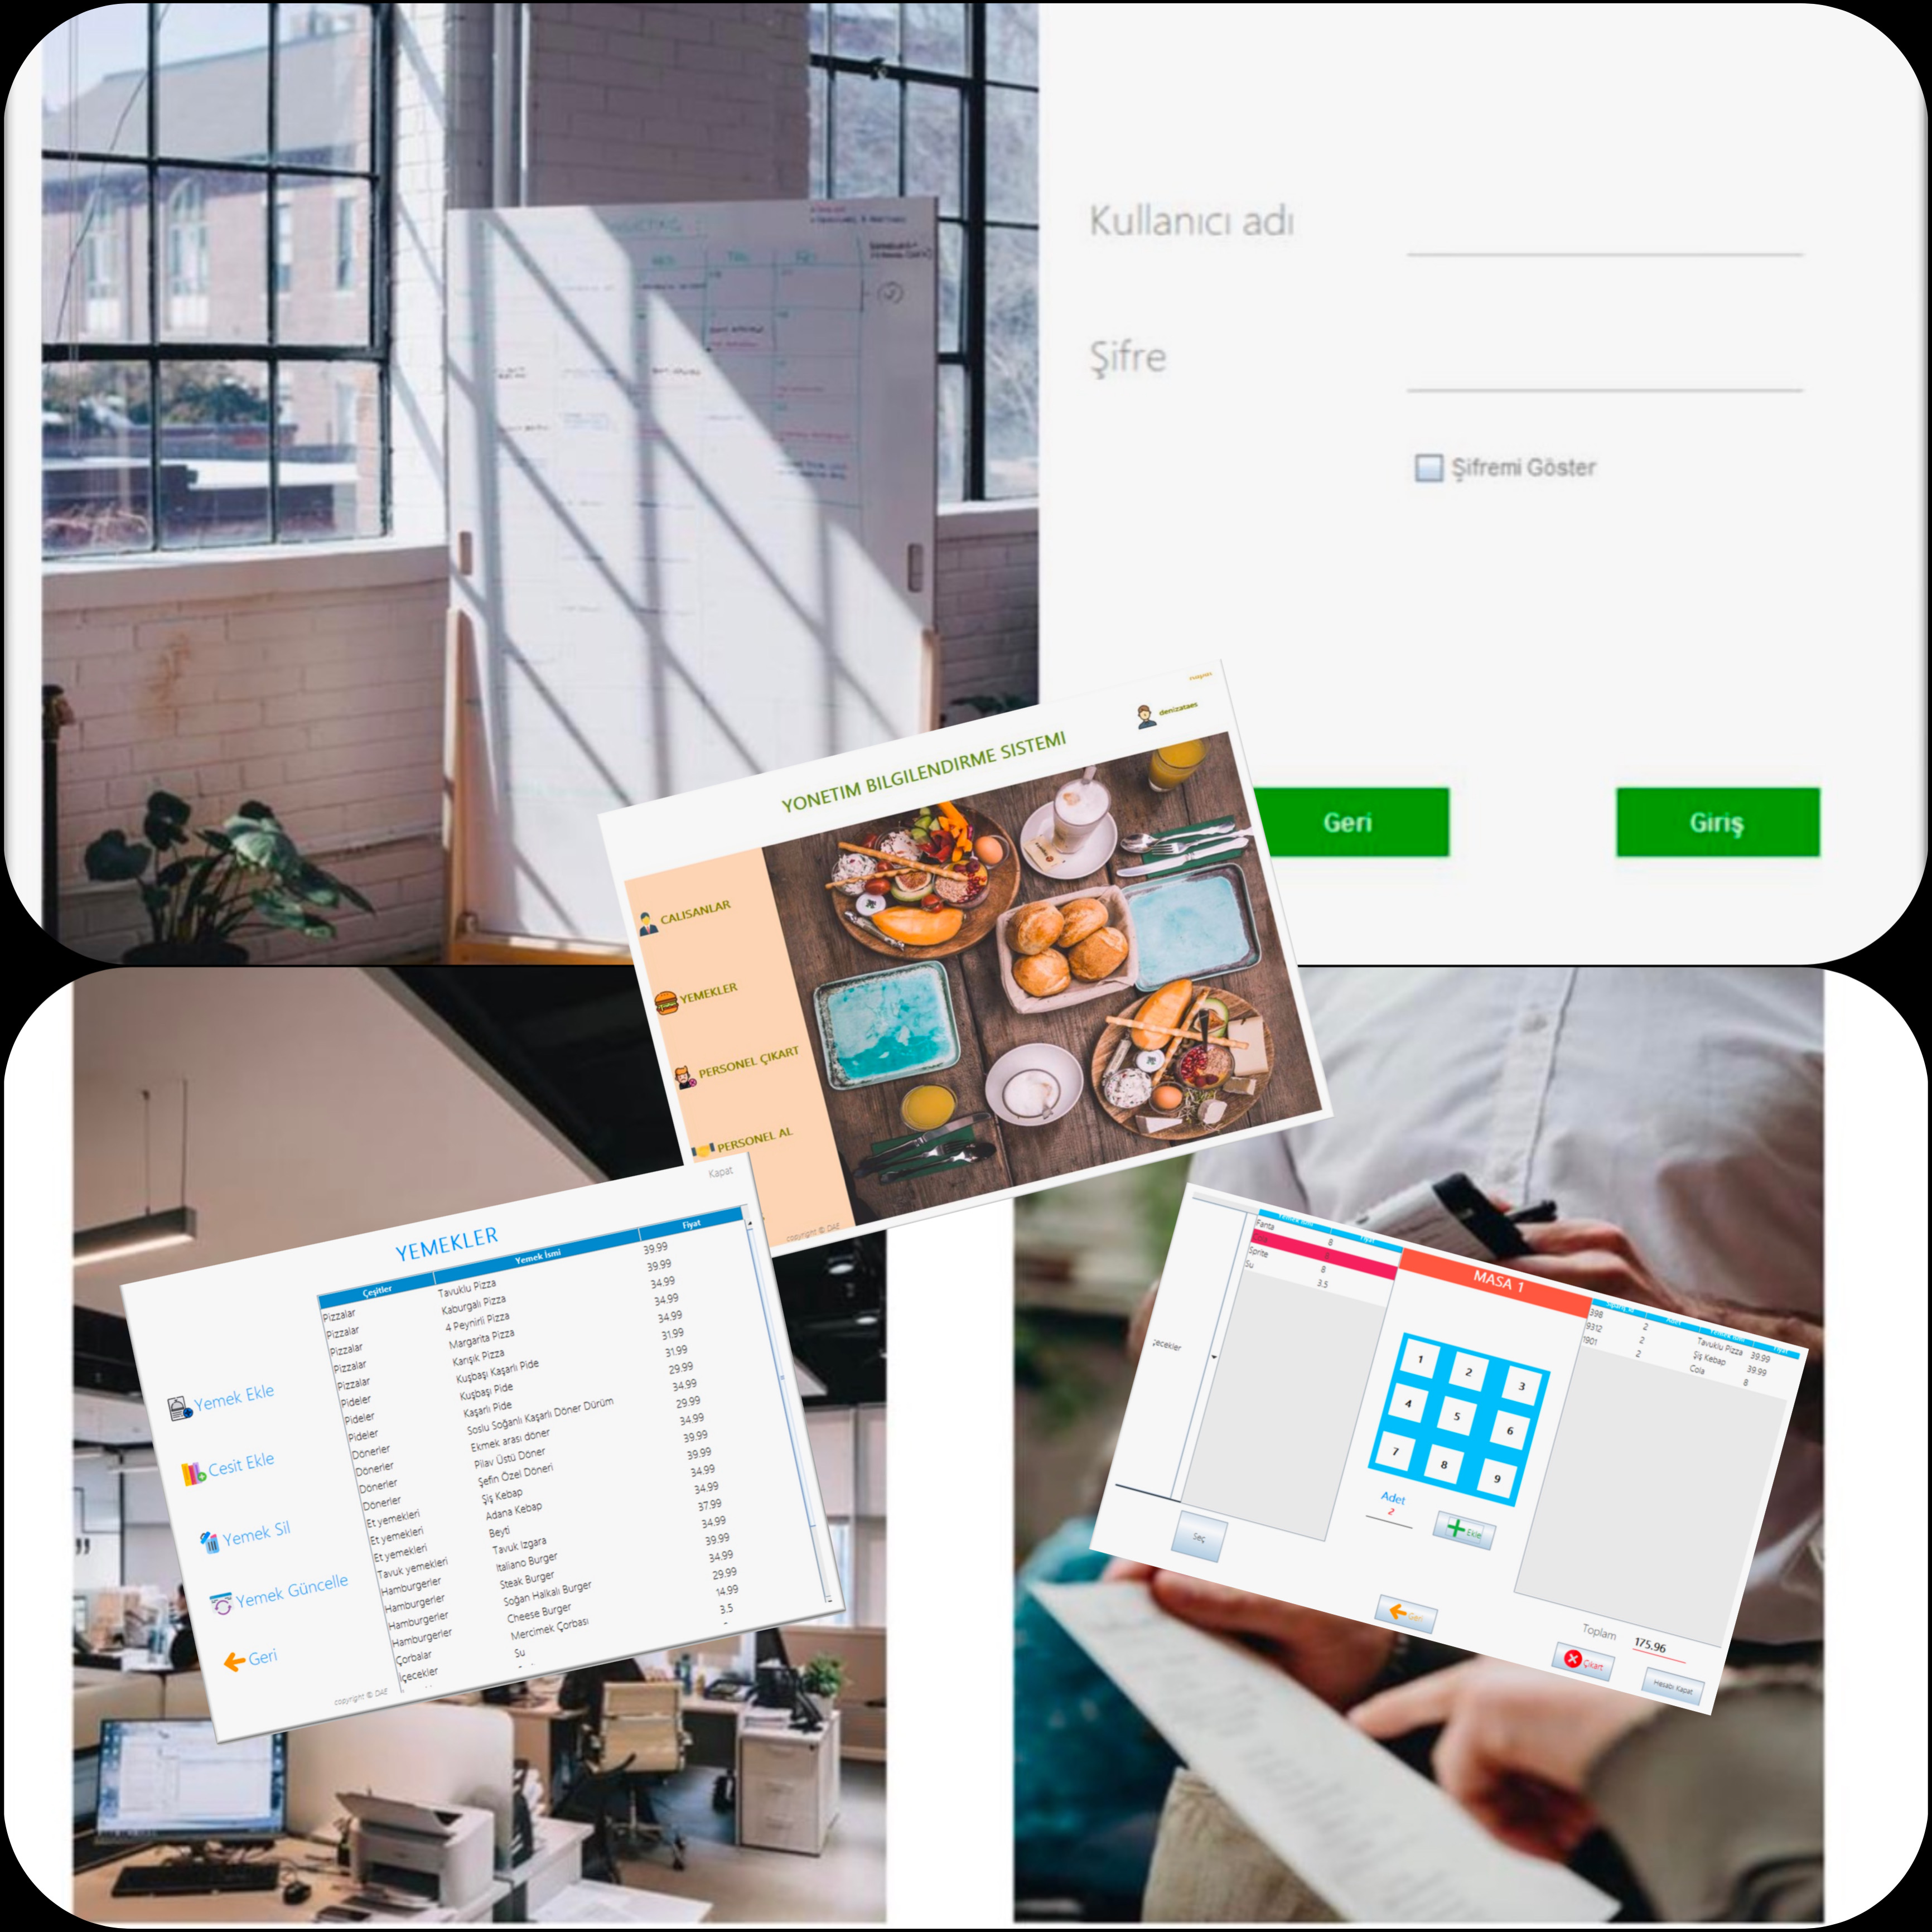 Kullanıcı adı
Şifre
Şifremi Göster
Geri Giriş
denizataes
YONETIM BILGILENDIRME SISTEMI
CALISANLAR
YEMEKLER
PERSONEL ÇIKART
PERSONEL AL
copyright © DAE
Kapat
YEMEKLER
Yemek Ekle
Cesit Ekle
Yemek Sil
Yemek Güncelle
Geri
copyright © DAE
Çeşitler Yemek İsmi Fiyat
Pizzalar Tavuklu Pizza 39.99
Pizzalar Kaburgalı Pizza 39.99
Pizzalar 4 Peynirli Pizza 34.99
Pizzalar Margarita Pizza 34.99
Pizzalar Karışık Pizza 34.99
Pideler Kuşbaşı Kaşarlı Pide 31.99
Pideler Kuşbaşı Pide 31.99
Pideler Kaşarlı Pide 29.99
Dönerler Soslu Soğanlı Kaşarlı Döner Dürüm 34.99
Dönerler Ekmek arası döner 29.99
Dönerler Pilav Üstü Döner 34.99
Dönerler Şefin Özel Döneri 39.99
Et yemekleri Şiş Kebap 39.99
Et yemekleri Adana Kebap 34.99
Et yemekleri Beyti 34.99
Tavuk yemekleri Tavuk Izgara 37.99
Hamburgerler Italiano Burger 34.99
Hamburgerler Steak Burger 39.99
Hamburgerler Soğan Halkalı Burger 34.99
Hamburgerler Cheese Burger 29.99
Çorbalar Mercimek Çorbası 14.99
İçecekler Su 3.5
Fanta 8
Sprite 8
Su 3.5
Seç
MASA 1
1 2 3
4 5 6
7 8 9
Adet
2
Ekle
Geri
398 2 Tavuklu Pizza 39.99
9312 2 Şiş Kebap 39.99
1901 2 Cola 8
Toplam 175.96
Çıkart
Hesabı Kapat